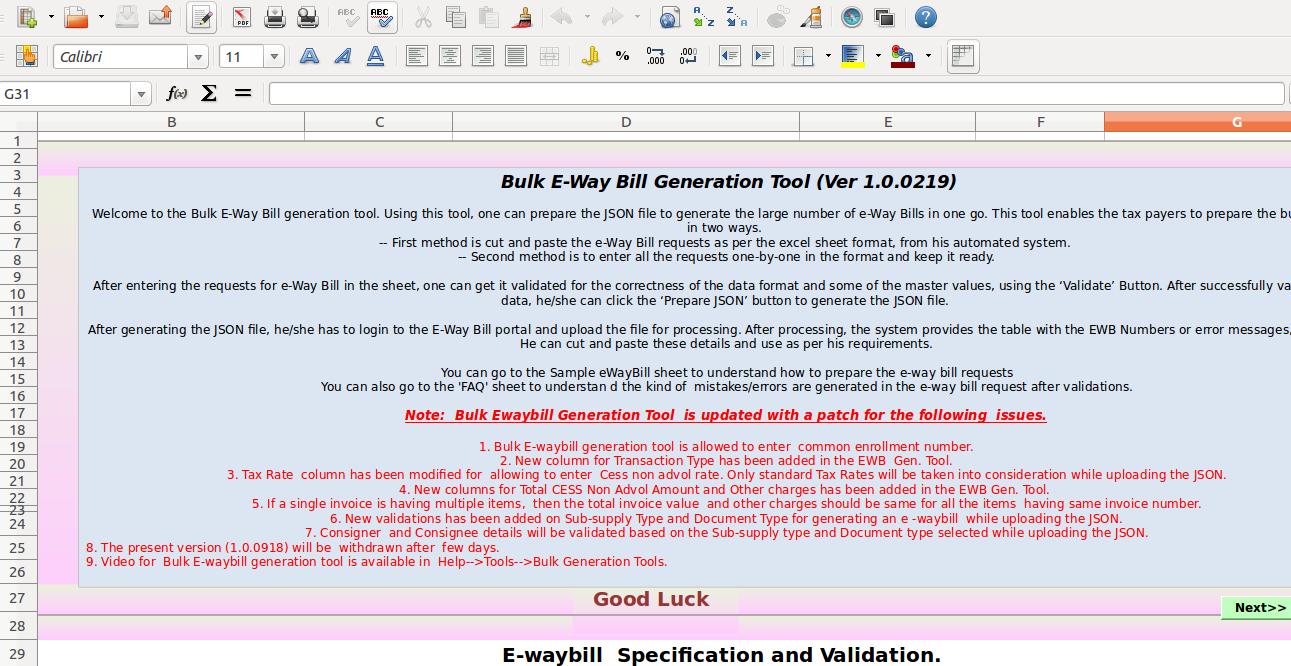 PDF
ABC
ABC
A
Z
Z
A
Calibri
11
A
A
A
%
0
.000
.000
0
G31
f(x) Σ =
B C D E F G
1
2
3
4
5
6
7
8
9
10
11
12
13
14
15
16
17
18
19
20
21
22
23
24
25
26
27
28
29
Bulk E-Way Bill Generation Tool (Ver 1.0.0219)
Welcome to the Bulk E-Way Bill generation tool. Using this tool, one can prepare the JSON file to generate the large number of e-Way Bills in one go. This tool enables the tax payers to prepare the
in two ways.
-- First method is cut and paste the e-Way Bill requests as per the excel sheet format, from his automated system.
-- Second method is to enter all the requests one-by-one in the format and keep it ready.
After entering the requests for e-Way Bill in the sheet, one can get it validated for the correctness of the data format and some of the master values, using the ‘Validate’ Button. After successfully va
data, he/she can click the ‘Prepare JSON’ button to generate the JSON file.
After generating the JSON file, he/she has to login to the E-Way Bill portal and upload the file for processing. After processing, the system provides the table with the EWB Numbers or error messages,
He can cut and paste these details and use as per his requirements.
You can go to the Sample eWayBill sheet to understand how to prepare the e-way bill requests
You can also go to the 'FAQ' sheet to understan d the kind of  mistakes/errors are generated in the e-way bill request after validations.
Note:  Bulk Ewaybill Generation Tool  is updated with a patch for the following  issues.
1. Bulk E-waybill generation tool is allowed to enter  common enrollment number.
2. New column for Transaction Type has been added in the EWB  Gen. Tool.
3. Tax Rate  column has been modified for  allowing to enter  Cess non advol rate. Only standard Tax Rates will be taken into consideration while uploading the JSON.
4. New columns for Total CESS Non Advol Amount and Other charges has been added in the EWB Gen. Tool.
5. If a single invoice is having multiple items,  then the total invoice value  and other charges should be same for all the items  having same invoice number.
6. New validations has been added on Sub-supply Type and Document Type for generating an e -waybill  while uploading the JSON.
7. Consigner  and Consignee details will be validated based on the Sub-supply type and Document type selected while uploading the JSON.
8. The present version (1.0.0918) will be  withdrawn after  few days.
9. Video for  Bulk E-waybill generation tool is available in  Help-->Tools-->Bulk Generation Tools.
Good Luck
Next>>
E-waybill  Specification and Validation.